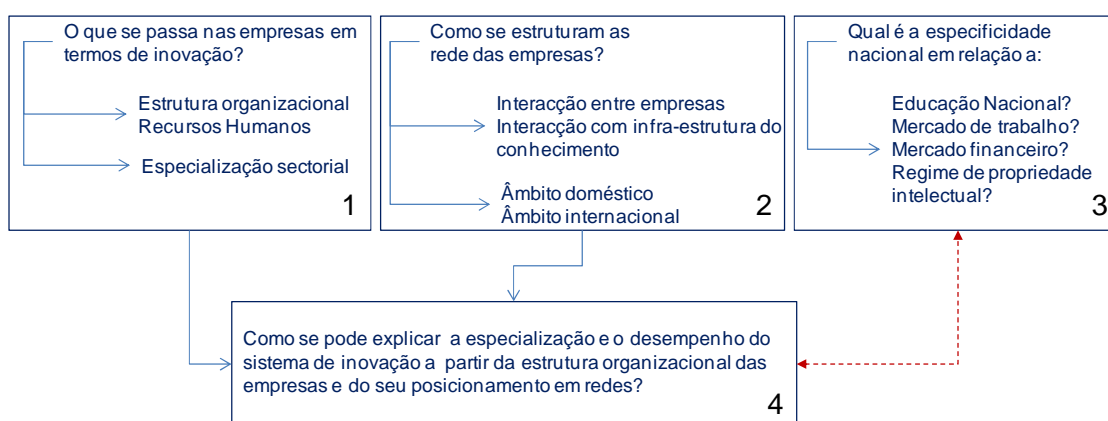 O que se passa nas empresas em
termos de inovação?
Estrutura organizacional
Recursos Humanos
Especialização sectorial
1
Como se estruturam as
rede das empresas?
Interacção entre empresas
Interacção com infra-estrutura do
conhecimento
Âmbito doméstico
Âmbito internacional
2
Qual é a especificidade
nacional em relação a:
Educação Nacional?
Mercado de trabalho?
Mercado financeiro?
Regime de propriedade
intelectual?
3
Como se pode explicar a especialização e o desempenho do
sistema de inovação a partir da estrutura organizacional das
empresas e do seu posicionamento em redes?
4